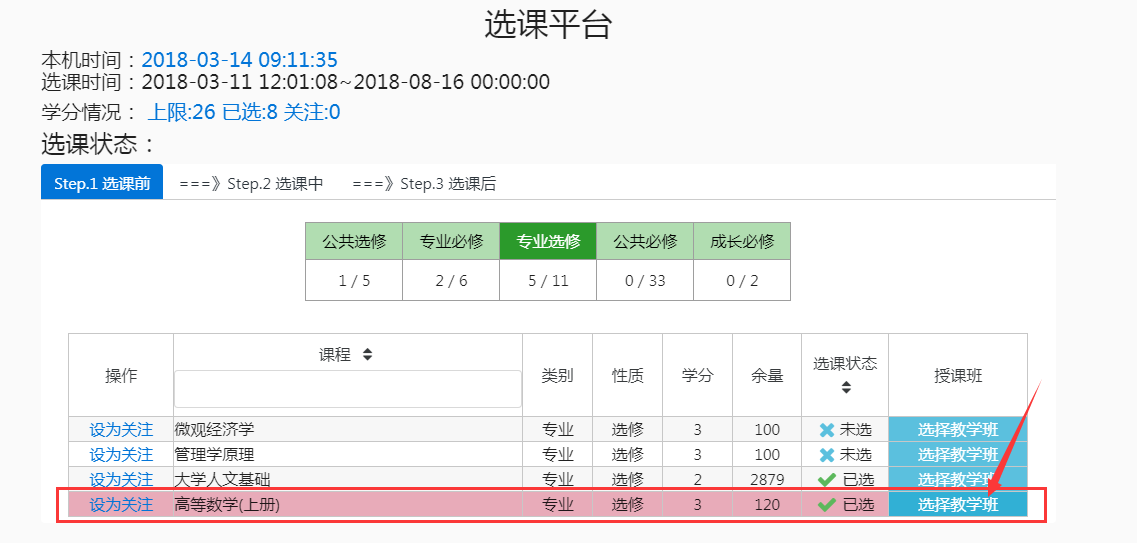 选课平台
本机时间：2018-03-14 09:11:35
选课时间：2018-03-11 12:01:08~2018-08-16 00:00:00
学分情况： 上限:26 已选:8 关注:0
选课状态：
Step.1 选课前 ===》Step.2 选课中 ===》Step.3 选课后
公共选修 专业必修 专业选修 公共必修 成长必修
1 / 5 2 / 6 5 / 11 0 / 33 0 / 2
操作 课程 类别 性质 学分 余量 选课状态 授课班
设为关注 微观经济学 专业 选修 3 100 未选 选择教学班
设为关注 管理学原理 专业 选修 3 100 未选 选择教学班
设为关注 大学人文基础 专业 选修 2 2879 已选 选择教学班
设为关注 高等数学(上册) 专业 选修 3 120 已选 选择教学班